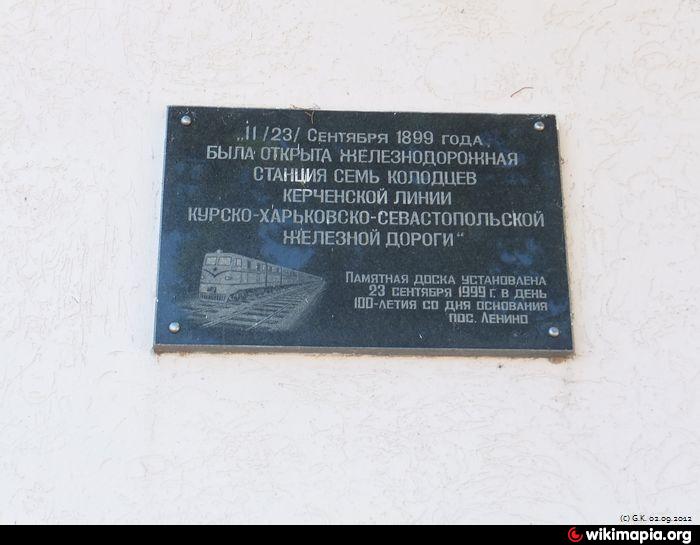 „11/23/ Сентября 1899 года
была открыта железнодорожная
станция Семь Колодцев
Керченской линии
Курско-Харьковско-Севастопольской
железной дороги"
Памятная доска установлена
23 сентября 1999 г. в день
100-летия со дня основания
пос. Ленино
(c) G.K. 02.09.2012
wikimapia.org